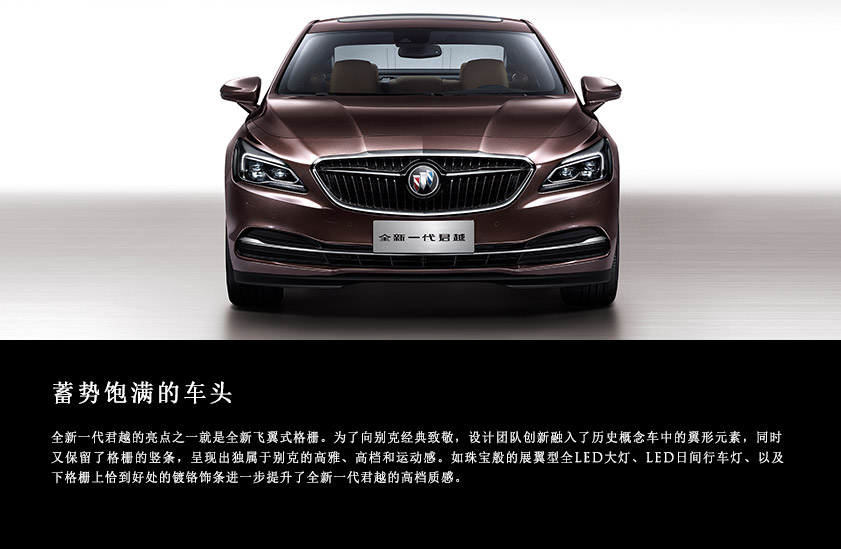 全新一代君越
蓄势饱满的车头
全新一代君越的亮点之一就是全新飞翼式格栅。为了向别克经典致敬，设计团队创新融入了历史概念车中的翼形元素，同时
又保留了格栅的竖条，呈现出独属于别克的高雅、高档和运动感。如珠宝般的展翼型全LED大灯、LED日间行车灯、以及
下格栅上恰到好处的镀铬饰条进一步提升了全新一代君越的高档质感。